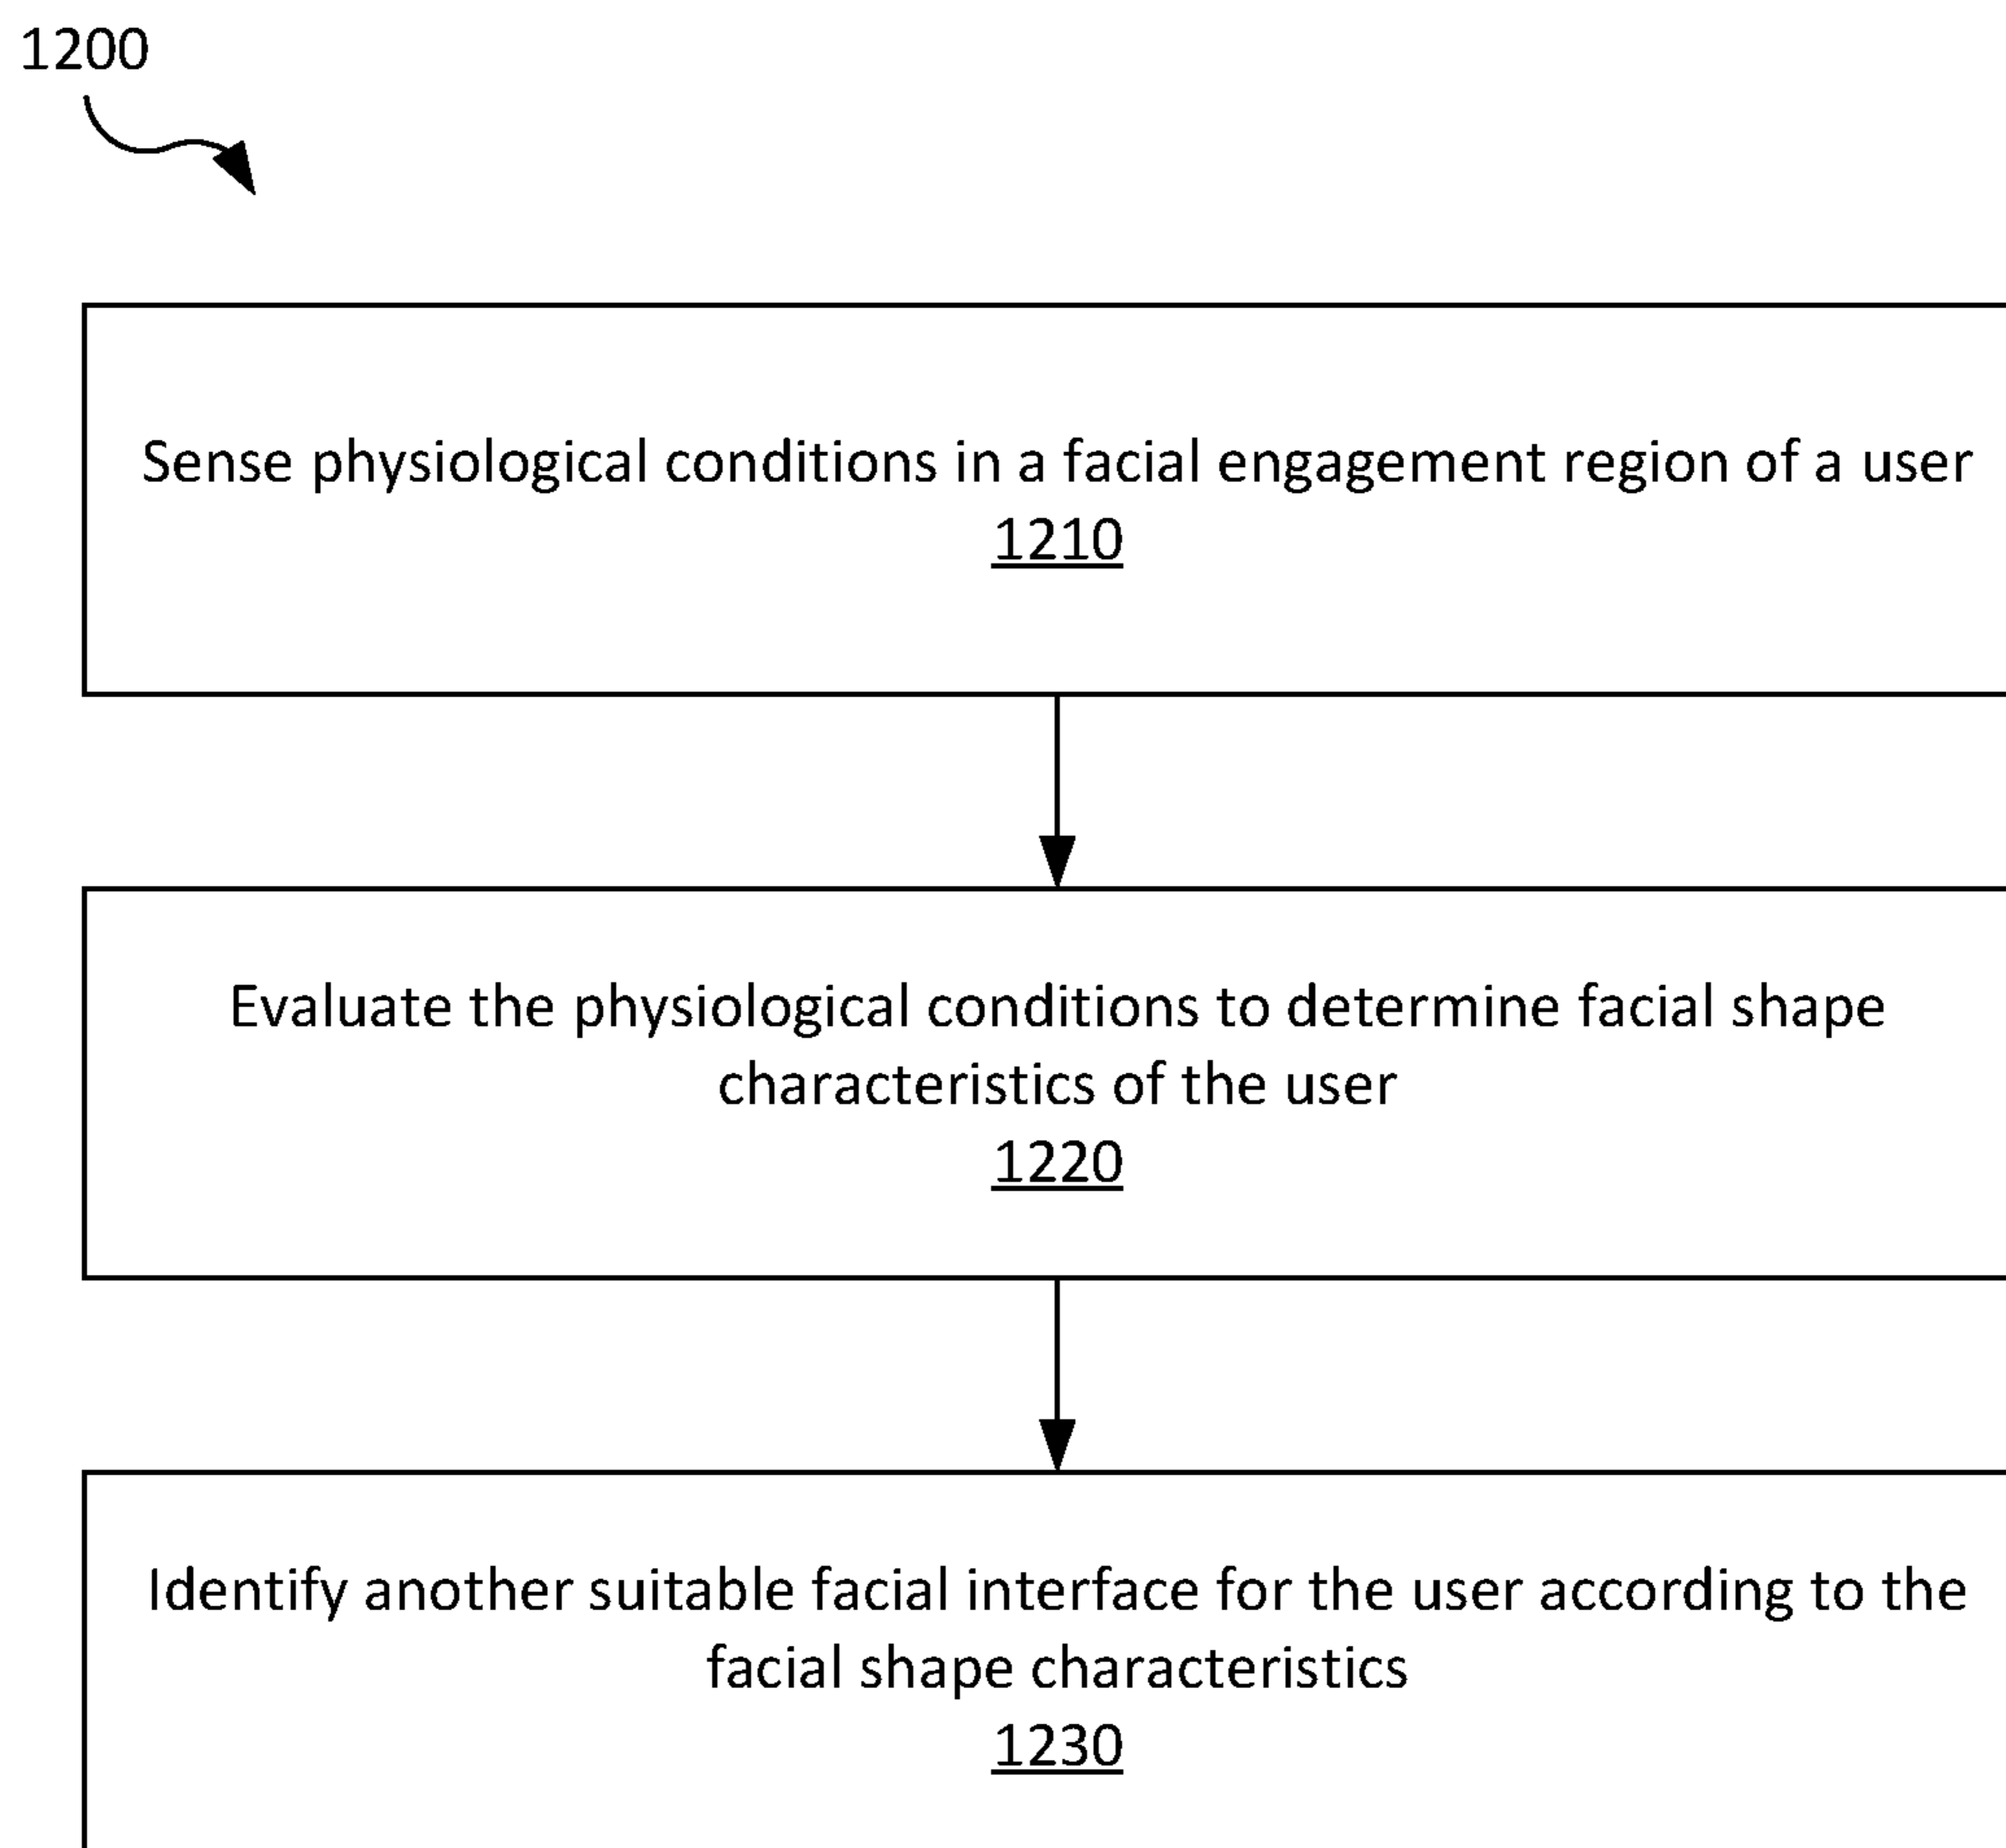 1200
Sense physiological conditions in a facial engagement region of a user
1210
Evaluate the physiological conditions to determine facial shape
characteristics of the user
1220
Identify another suitable facial interface for the user according to the
facial shape characteristics
1230